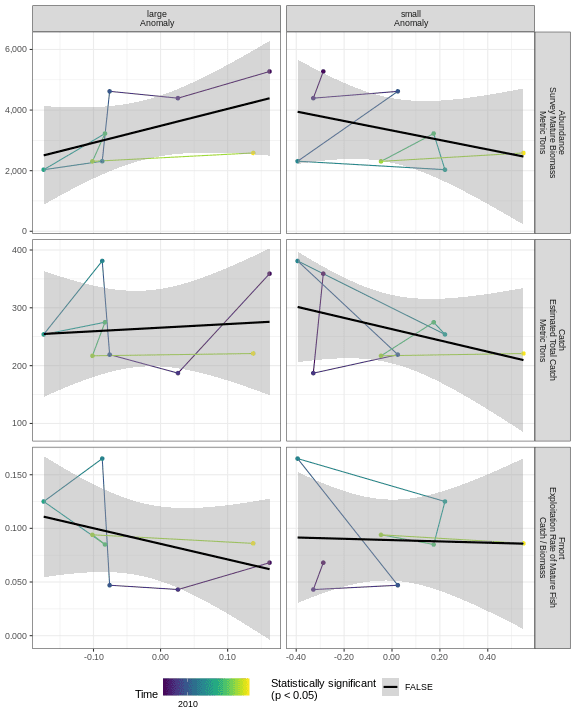 large
Anomaly
small
Anomaly
6,000
4,000
2,000
0
Abundance
Survey Mature Biomass
Metric Tons
400
300
200
100
Catch
Estimated Total Catch
Metric Tons
0.150
0.100
0.050
0.000
Fmort
Exploitation Rate of Mature Fish
Catch / Biomass
-0.10
0.00
0.10
-0.40
-0.20
0.00
0.20
0.40
Time
2010
Statistically significant
(p < 0.05)
FALSE